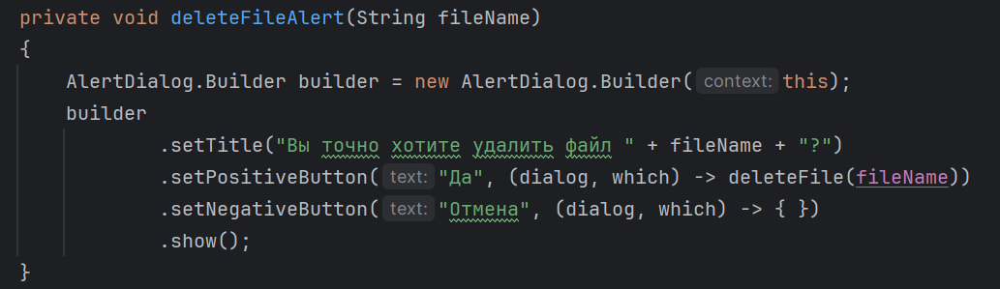 private void deleteFileAlert(String fileName)
{
AlertDialog.Builder builder = new AlertDialog.Builder( context: this);
builder
.setTitle("Вы точно хотите удалить файл " + fileName + "?")
.setPositiveButton( text: "Да", (dialog, which) -> deleteFile(fileName))
.setNegativeButton( text: "Отмена", (dialog, which) -> { })
.show();
}